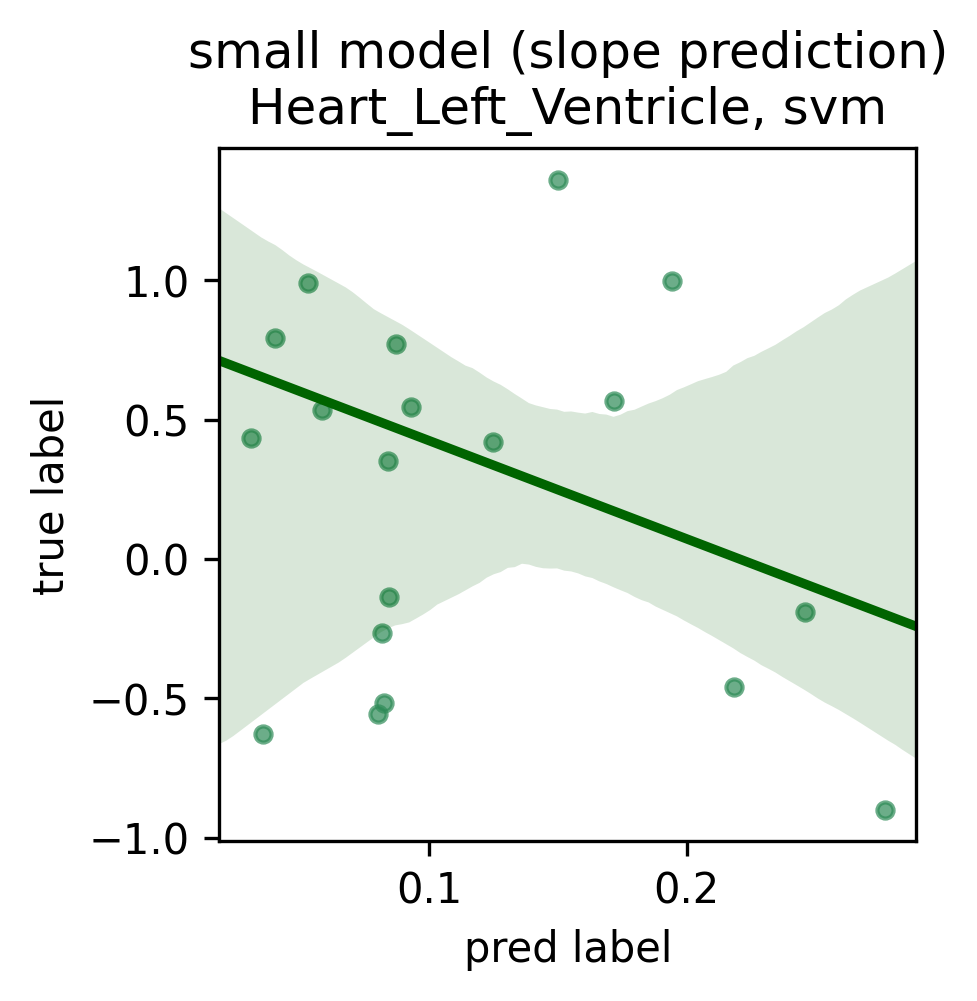 small model (slope prediction)
Heart_Left_Ventricle, svm
1.0
0.5
0.0
−0.5
−1.0
true label
0.1
0.2
pred label